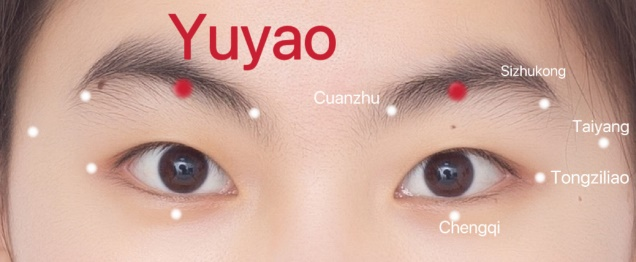 Yuyao
Sizhukong
Cuanzhu
Taiyang
Tongziliao
Chengqi